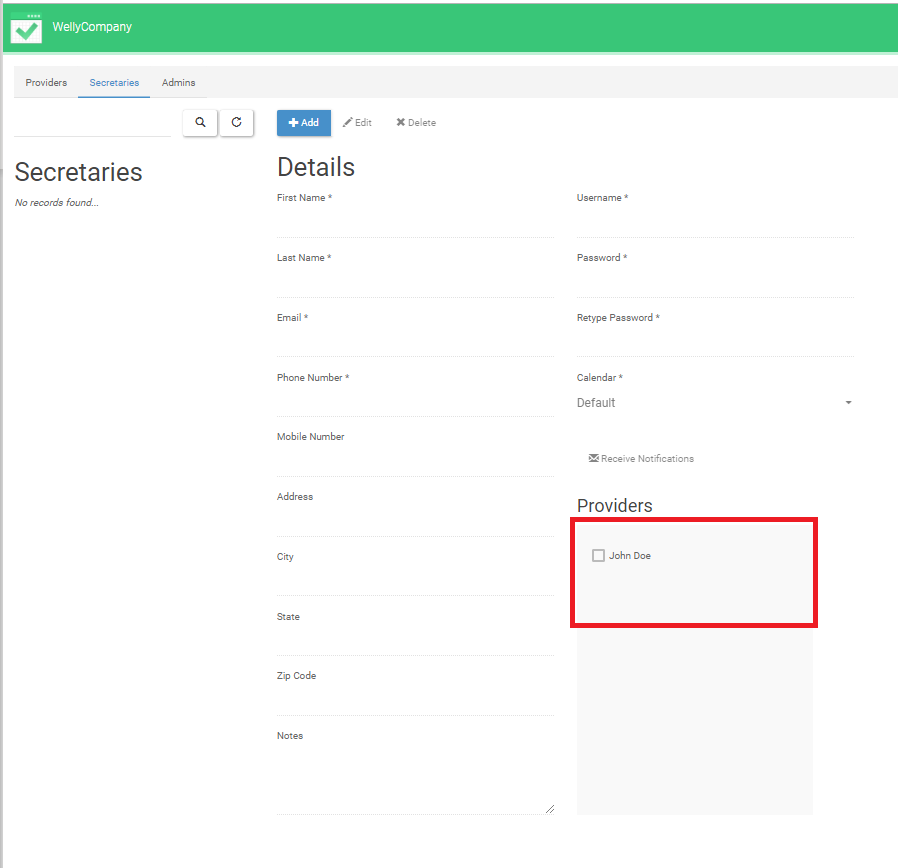 WellyCompany
Providers Secretaries Admins
Add Edit Delete
Secretaries
No records found...
Details
First Name *
Last Name *
Email *
Phone Number *
Mobile Number
Address
City
State
Zip Code
Notes
Username *
Password *
Retype Password *
Calendar *
Default
Receive Notifications
Providers
John Doe